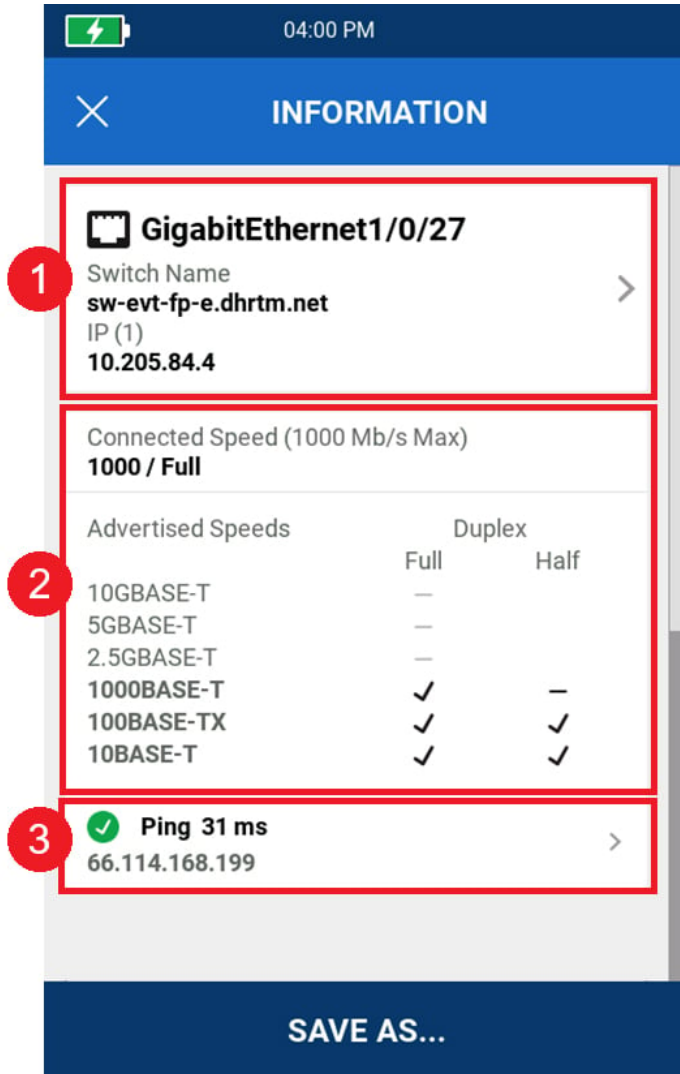 04:00 PM
INFORMATION
1
GigabitEthernet1/0/27
Switch Name
sw-evt-fp-e.dhrtm.net
IP (1)
10.205.84.4
2
Connected Speed (1000 Mb/s Max)
1000 / Full
Advertised Speeds Duplex
Full Half
10GBASE-T –
5GBASE-T –
2.5GBASE-T –
1000BASE-T ✓ –
100BASE-TX ✓ ✓
10BASE-T ✓ ✓
3
Ping 31 ms
66.114.168.199
SAVE AS...